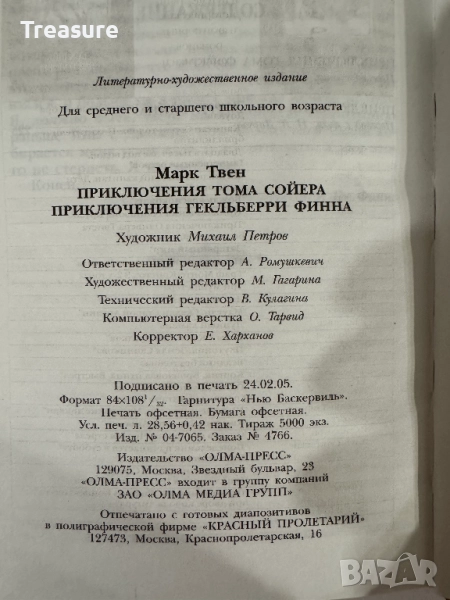 Treasure
Литературно-художественное издание
Для среднего и старшего школьного возраста
Марк Твен
ПРИКЛЮЧЕНИЯ ТОМА СОЙЕРА
ПРИКЛЮЧЕНИЯ ГЕКЛЬБЕРРИ ФИННА
Художник Михаил Петров
Ответственный редактор А. Ромушкевич
Художественный редактор М. Гагарина
Технический редактор В. Кулагина
Компьютерная верстка О. Тарвид
Корректор Е. Харханов
Подписано в печать 24.02.05.
Формат 84×108¹/₃₂. Гарнитура «Нью Баскервиль».
Печать офсетная. Бумага офсетная.
Усл. печ. л. 28,56+0,42 нак. Тираж 5000 экз.
Изд. № 04-7065. Заказ № 4766.
Издательство «ОЛМА-ПРЕСС»
129075, Москва, Звездный бульвар, 23
«ОЛМА-ПРЕСС» входит в группу компаний
ЗАО «ОЛМА МЕДИА ГРУПП»
Отпечатано с готовых диапозитивов
в полиграфической фирме «КРАСНЫЙ ПРОЛЕТАРИЙ»
127473, Москва, Краснопролетарская, 16
BAZAR